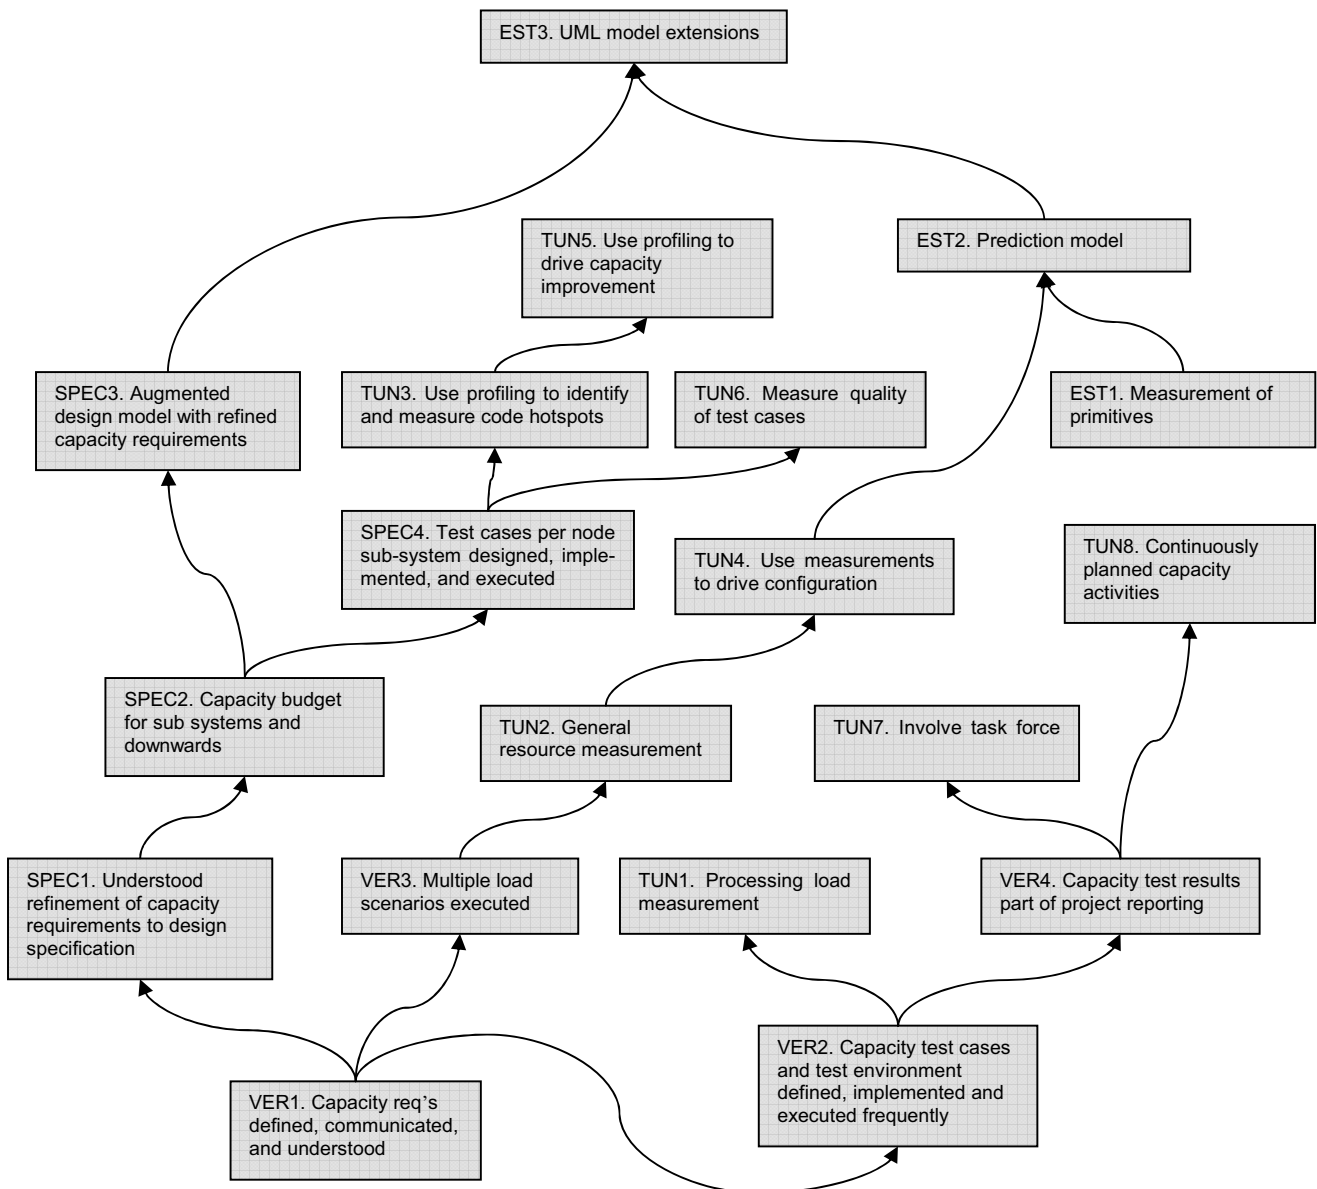 EST3. UML model extensions
TUN5. Use profiling to
drive capacity
improvement
EST2. Prediction model
SPEC3. Augmented
design model with refined
capacity requirements
TUN3. Use profiling to identify
and measure code hotspots
TUN6. Measure quality
of test cases
EST1. Measurement of
primitives
SPEC4. Test cases per node
sub-system designed, imple-
mented, and executed
TUN4. Use measurements
to drive configuration
TUN8. Continuously
planned capacity
activities
SPEC2. Capacity budget
for sub systems and
downwards
TUN2. General
resource measurement
TUN7. Involve task force
SPEC1. Understood
refinement of capacity
requirements to design
specification
VER3. Multiple load
scenarios executed
TUN1. Processing load
measurement
VER4. Capacity test results
part of project reporting
VER2. Capacity test cases
and test environment
defined, implemented and
executed frequently
VER1. Capacity req’s
defined, communicated,
and understood